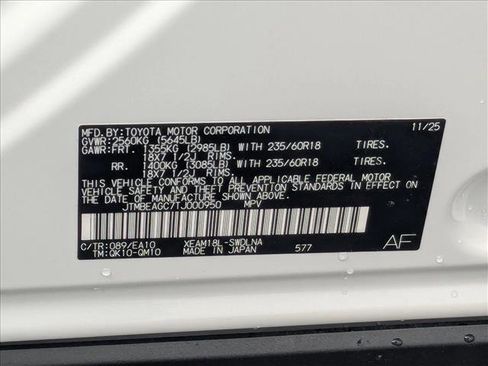 MFD. BY:TOYOTA MOTOR CORPORATION 11/25
GVWR:2560KG (5645LB)
GAWR:FRT. 1355KG (2985LB) WITH 235/60R18 TIRES.
18X7 1/2J RIMS.
RR. 1400KG (3085LB) WITH 235/60R18 TIRES.
18X7 1/2J RIMS.
THIS VEHICLE CONFORMS TO ALL APPLICABLE FEDERAL MOTOR
VEHICLE SAFETY AND THEFT PREVENTION STANDARDS IN EFFECT
ON THE DATE OF MANUFACTURE SHOWN ABOVE.
JTMBEAGC7TJ000950 MPV
C/TR:089/EA10 XEAM18L-SWDLNA
TM:QK10-QM10 MADE IN JAPAN 577 AF